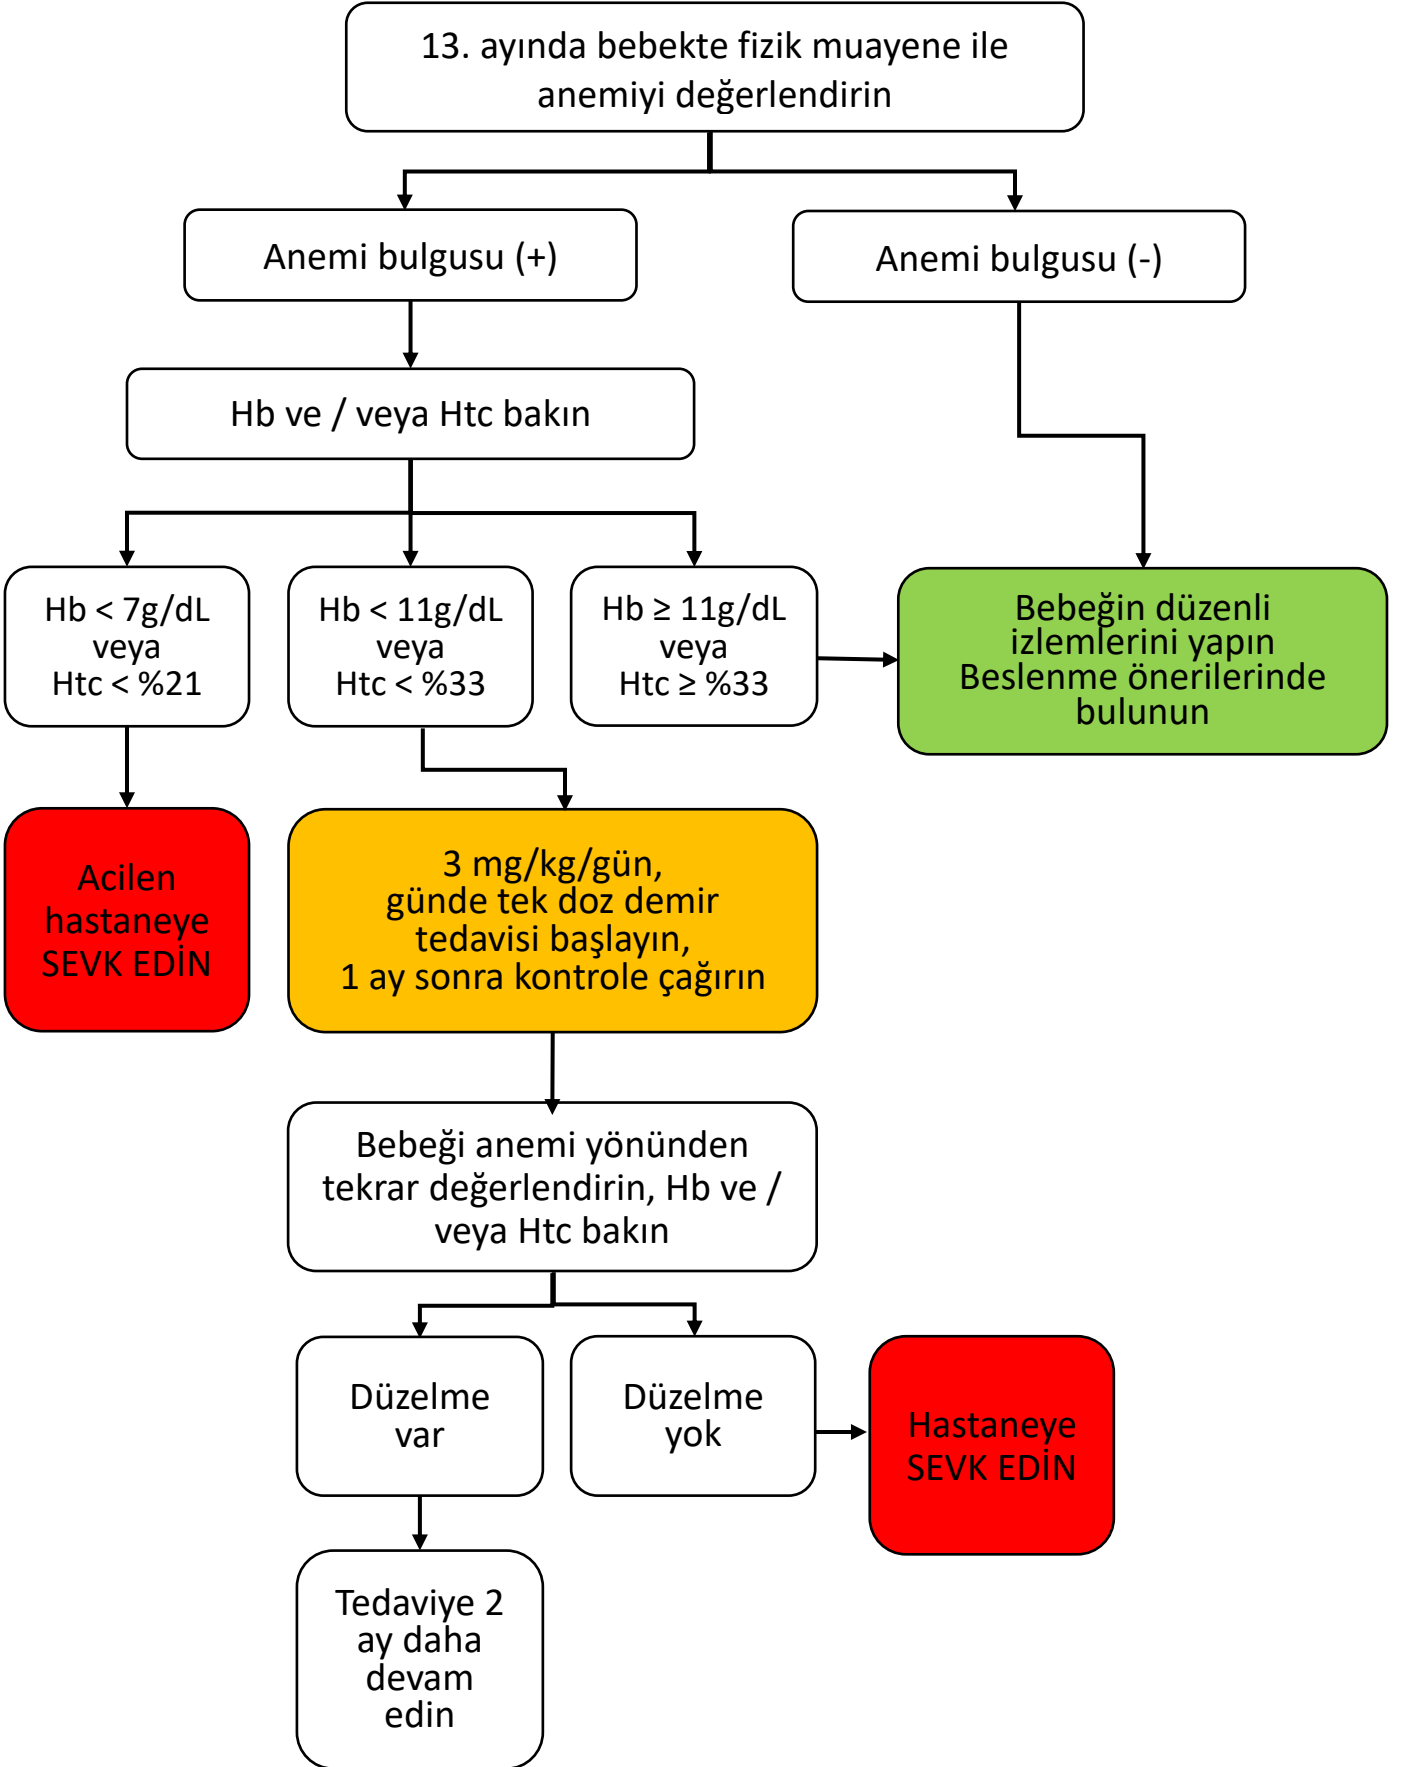 13. ayında bebekte fizik muayene ile
anemiyi değerlendirin
Anemi bulgusu (+)
Anemi bulgusu (-)
Hb ve / veya Htc bakın
Hb < 7g/dL
veya
Htc < %21
Hb < 11g/dL
veya
Htc < %33
Hb ≥ 11g/dL
veya
Htc ≥ %33
Bebeğin düzenli
izlemlerini yapın
Beslenme önerilerinde
bulunun
Acilen
hastaneye
SEVK EDİN
3 mg/kg/gün,
günde tek doz demir
tedavisi başlayın,
1 ay sonra kontrole çağırın
Bebeği anemi yönünden
tekrar değerlendirin, Hb ve /
veya Htc bakın
Düzelme
var
Düzelme
yok
Hastaneye
SEVK EDİN
Tedaviye 2
ay daha
devam
edin